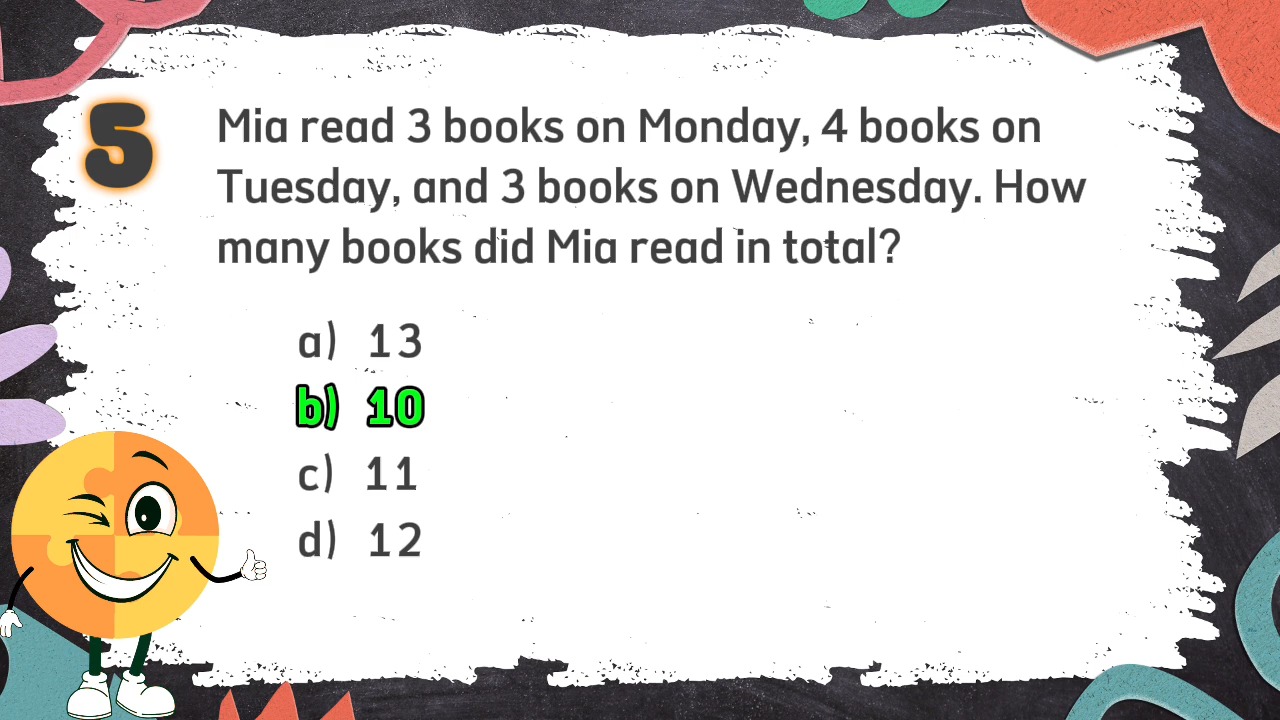 5
Mia read 3 books on Monday, 4 books on
Tuesday, and 3 books on Wednesday. How
many books did Mia read in total?
a) 13
b) 10
c) 11
d) 12